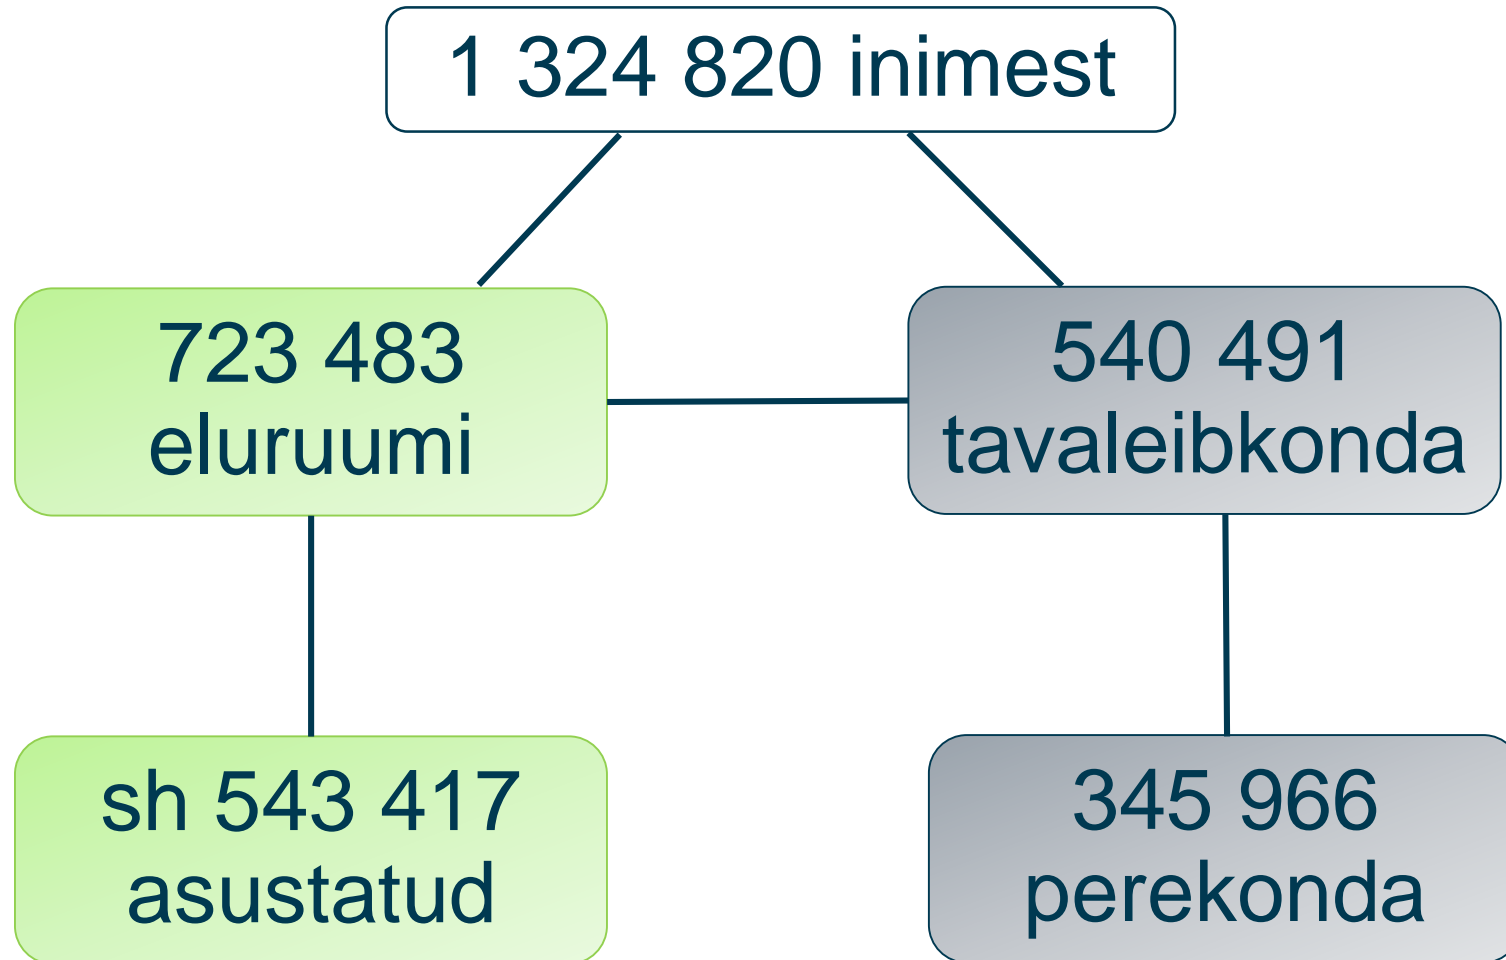 1 324 820 inimest
723 483
eluruumi
540 491
tavaleibkonda
sh 543 417
asustatud
345 966
perekonda